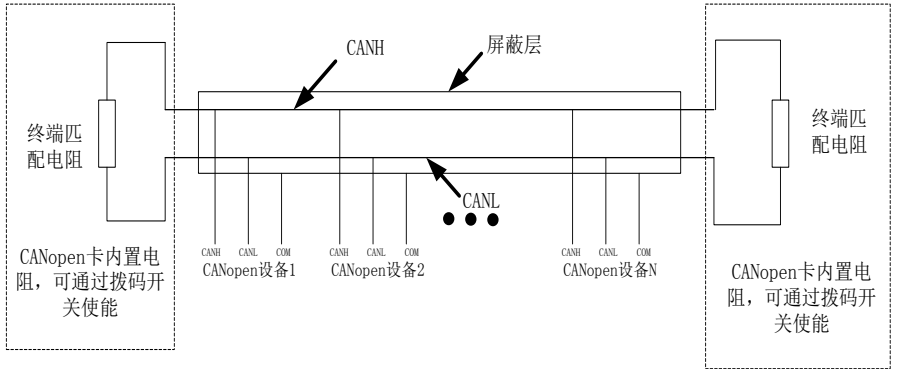 CANH
屏蔽层
终端匹
配电阻
终端匹
配电阻
CANL
CANH CANL COM
CANH CANL COM
CANH CANL COM
CANopen设备1
CANopen设备2
CANopen设备N
CANopen卡内置电
阻，可通过拨码开
关使能
CANopen卡内置电
阻，可通过拨码开
关使能